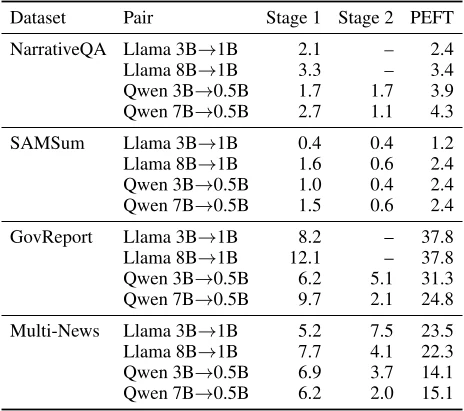 Dataset Pair Stage 1 Stage 2 PEFT
NarrativeQA Llama 3B→1B 2.1 – 2.4
Llama 8B→1B 3.3 – 3.4
Qwen 3B→0.5B 1.7 1.7 3.9
Qwen 7B→0.5B 2.7 1.1 4.3
SAMSum Llama 3B→1B 0.4 0.4 1.2
Llama 8B→1B 1.6 0.6 2.4
Qwen 3B→0.5B 1.0 0.4 2.4
Qwen 7B→0.5B 1.5 0.6 2.4
GovReport Llama 3B→1B 8.2 – 37.8
Llama 8B→1B 12.1 – 37.8
Qwen 3B→0.5B 6.2 5.1 31.3
Qwen 7B→0.5B 9.7 2.1 24.8
Multi-News Llama 3B→1B 5.2 7.5 23.5
Llama 8B→1B 7.7 4.1 22.3
Qwen 3B→0.5B 6.9 3.7 14.1
Qwen 7B→0.5B 6.2 2.0 15.1